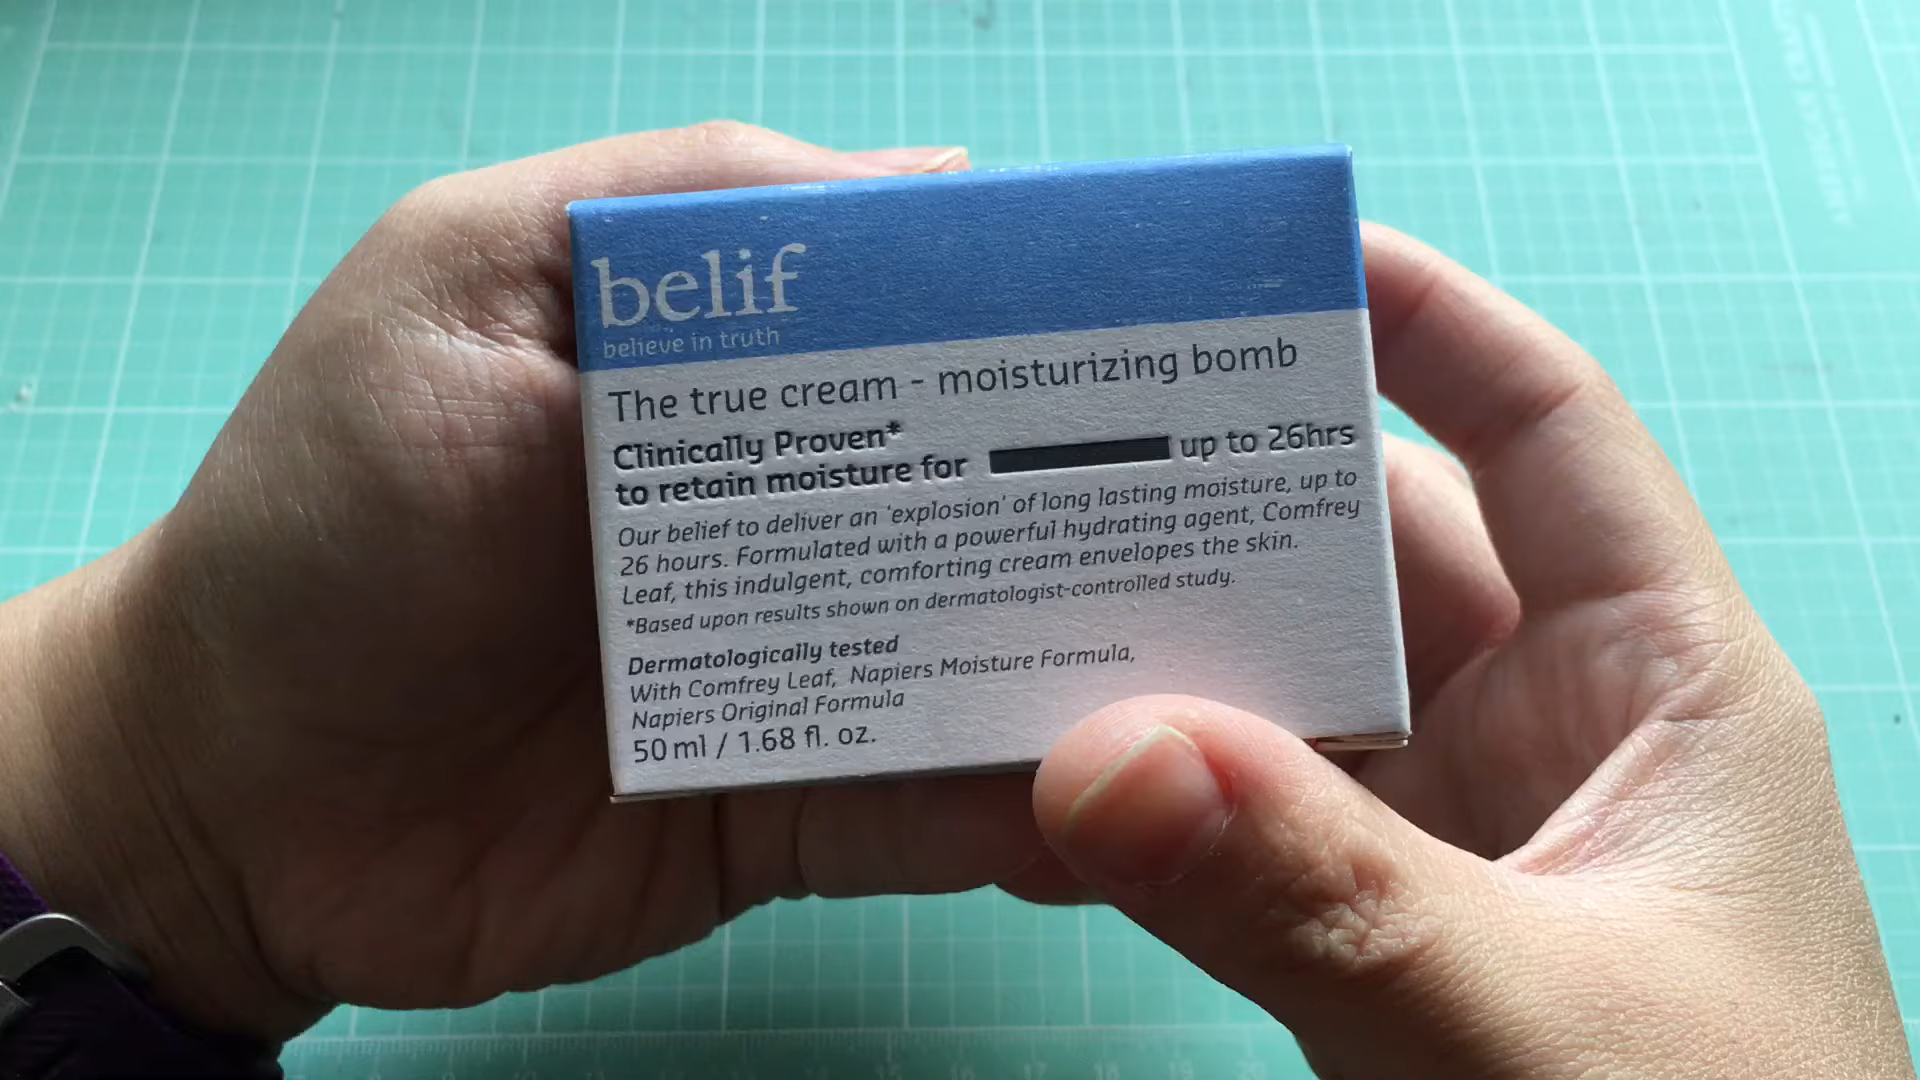 belif
believe in truth
The true cream - moisturizing bomb
Clinically Proven*
to retain moisture for up to 26hrs
Our belief to deliver an 'explosion' of long lasting moisture, up to
26 hours. Formulated with a powerful hydrating agent, Comfrey
Leaf, this indulgent, comforting cream envelopes the skin.
*Based upon results shown on dermatologist-controlled study.
Dermatologically tested
With Comfrey Leaf, Napiers Moisture Formula,
Napiers Original Formula
50 ml / 1.68 fl. oz.